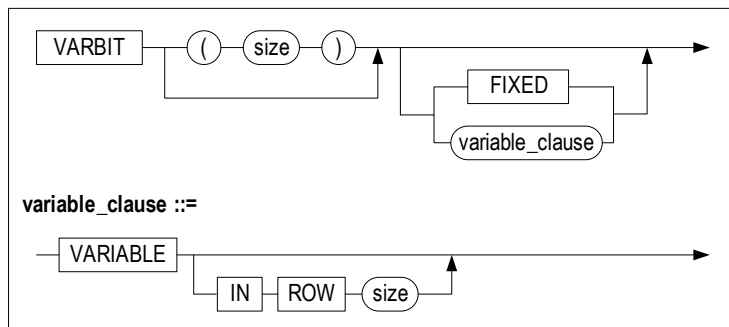 VARBIT ( size )
FIXED
variable_clause
variable_clause ::=
VARIABLE
IN ROW size